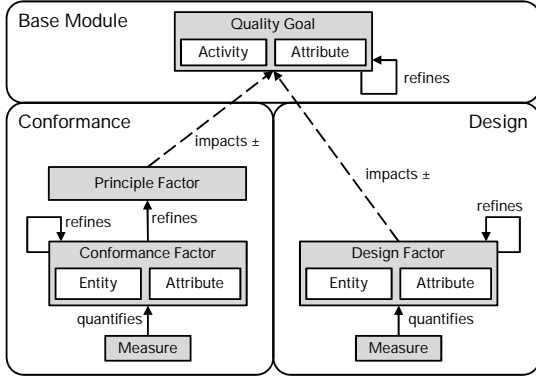 Base Module
Quality Goal
Activity
Attribute
refines
Conformance
Design
impacts ±
impacts ±
Principle Factor
refines
refines
refines
Conformance Factor
Entity
Attribute
Design Factor
Entity
Attribute
quantifies
quantifies
Measure
Measure